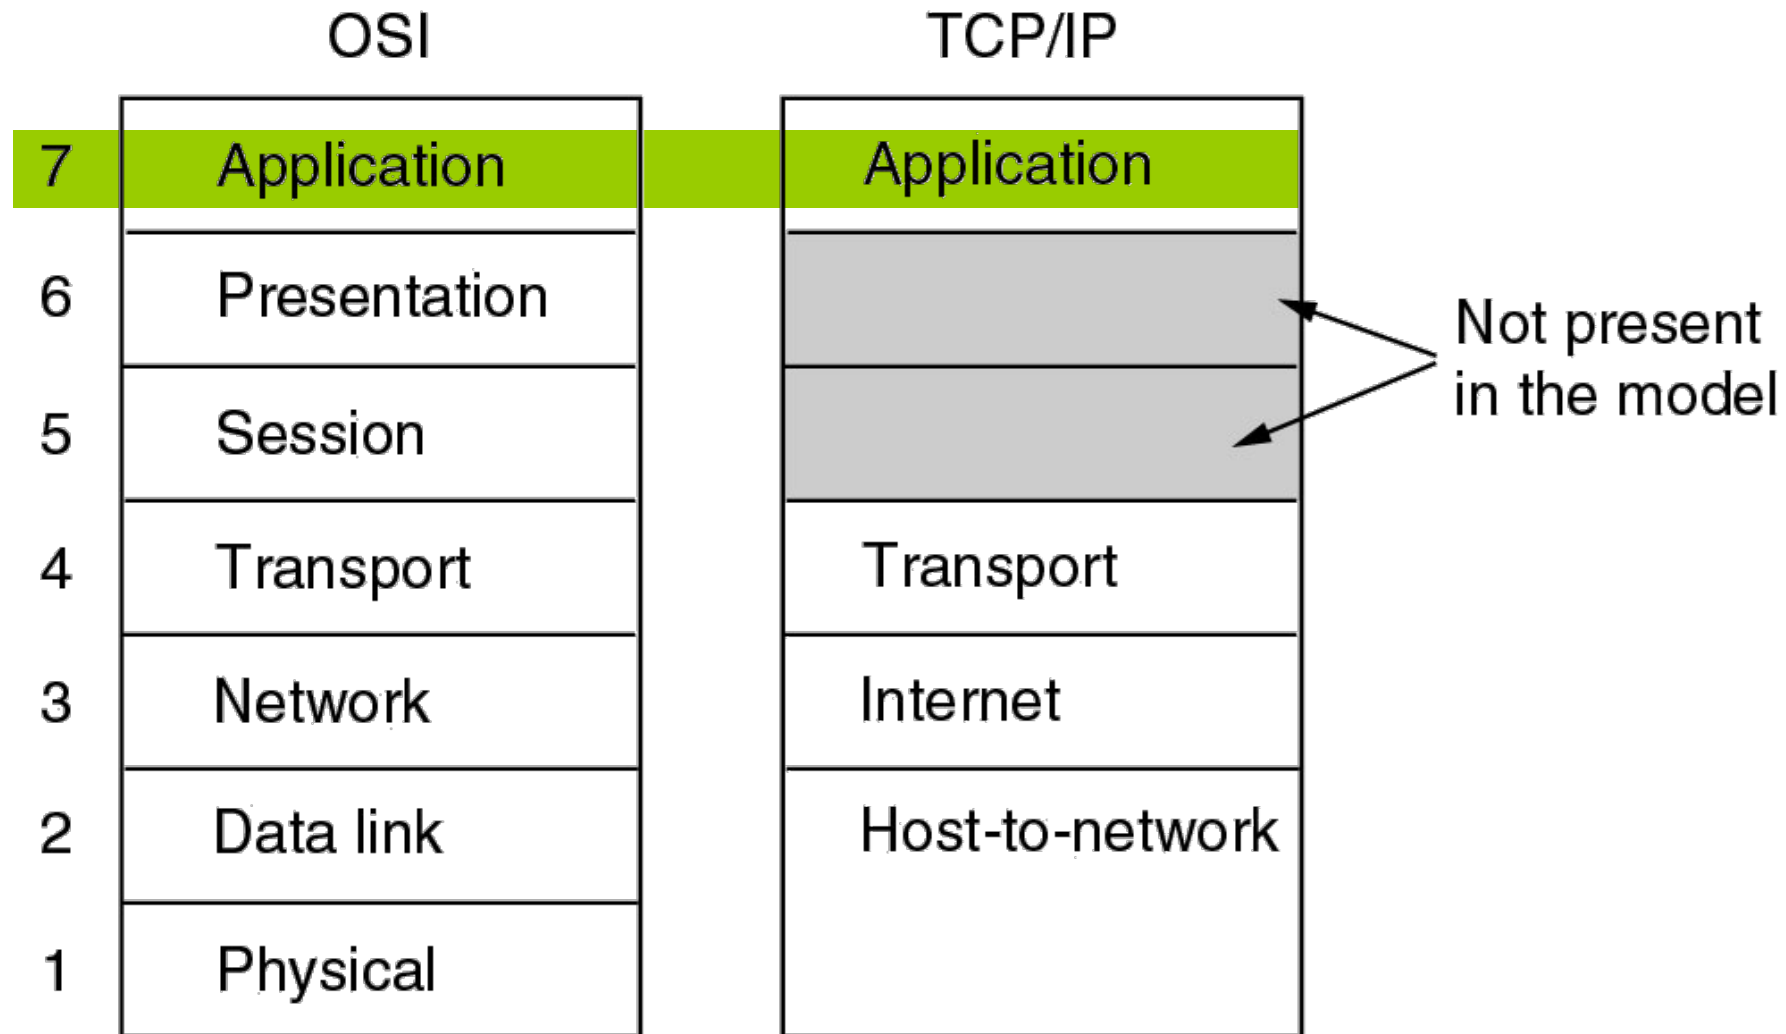 OSI TCP/IP
7 Application Application
6 Presentation
5 Session
Not present
in the model
4 Transport Transport
3 Network Internet
2 Data link Host-to-network
1 Physical